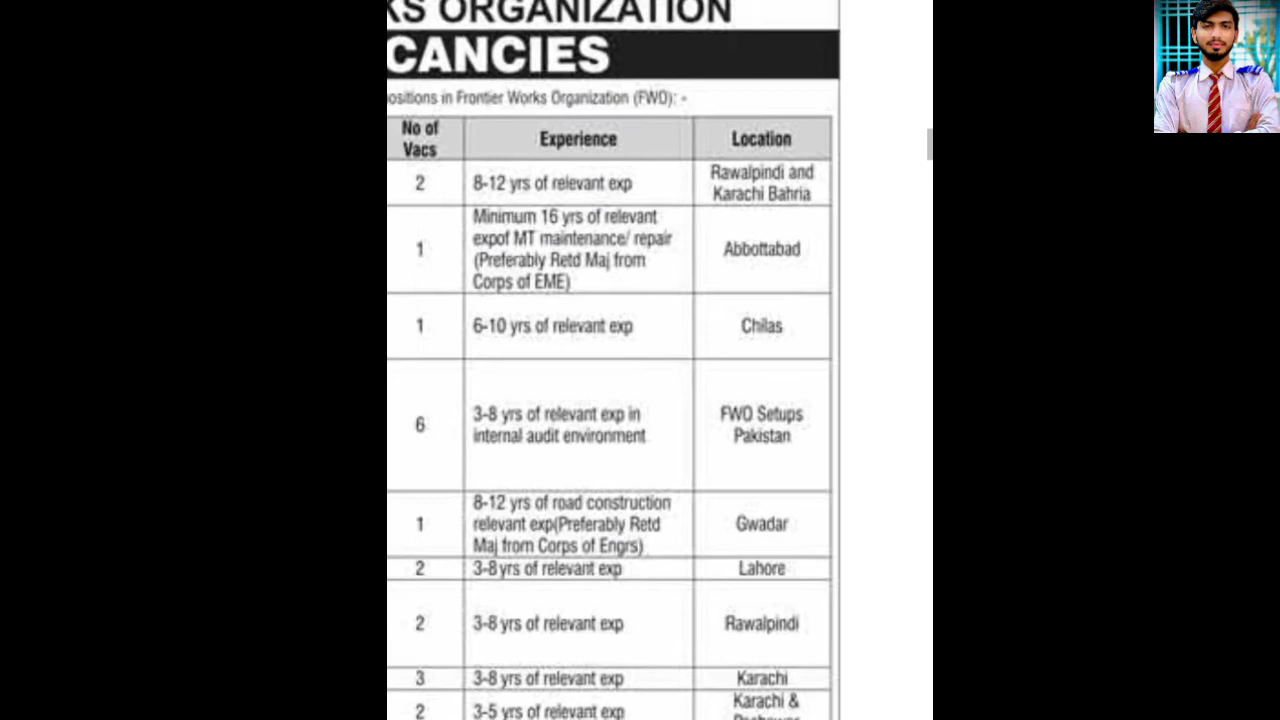 KS ORGANIZATION
CANCIES
ositions in Frontier Works Organization (FWO): -
No of
Vacs
Experience
Location
2
8-12 yrs of relevant exp
Rawalpindi and
Karachi Bahria
1
Minimum 16 yrs of relevant
expof MT maintenance/ repair
(Preferably Retd Maj from
Corps of EME)
Abbottabad
1
6-10 yrs of relevant exp
Chilas
6
3-8 yrs of relevant exp in
internal audit environment
FWO Setups
Pakistan
1
8-12 yrs of road construction
relevant exp(Preferably Retd
Maj from Corps of Engrs)
Gwadar
2
3-8 yrs of relevant exp
Lahore
2
3-8 yrs of relevant exp
Rawalpindi
3
3-8 yrs of relevant exp
Karachi
2
3-5 yrs of relevant exp
Karachi &